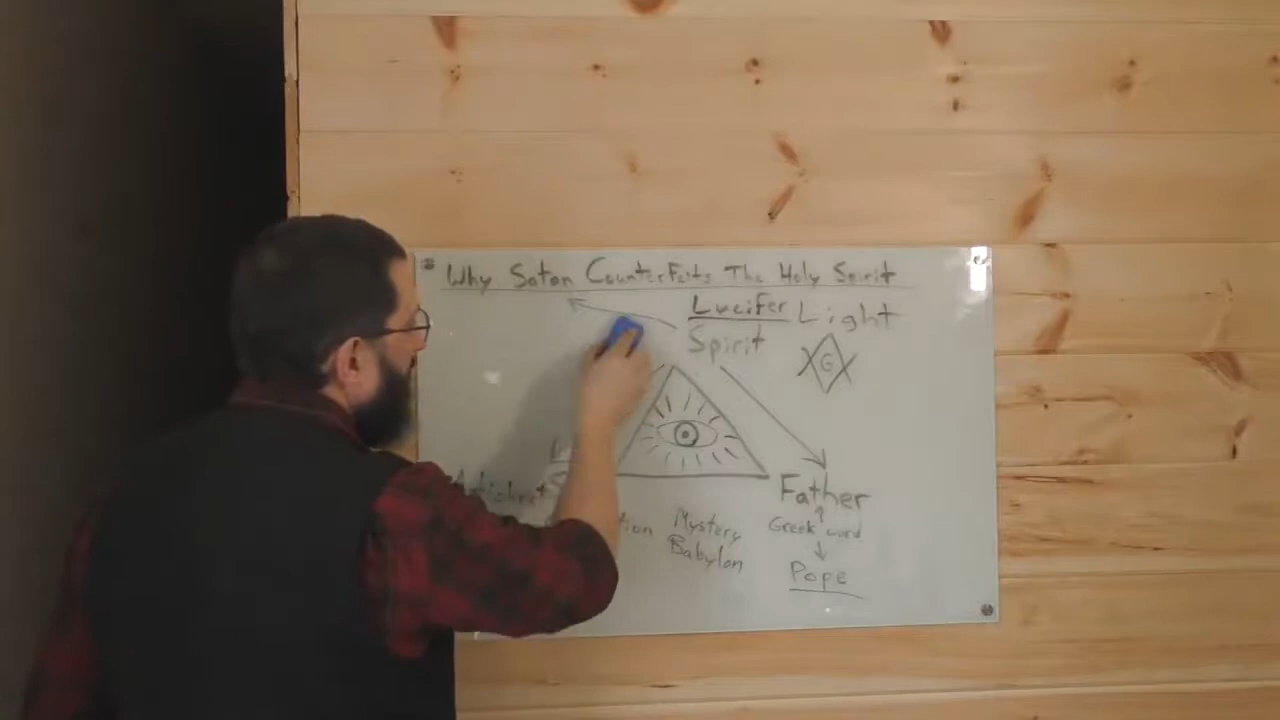 Why Satan Counterfeits The Holy Spirit
Lucifer Light
Spirit
G
Father
Mystery
Babylon
Greek word
Pope